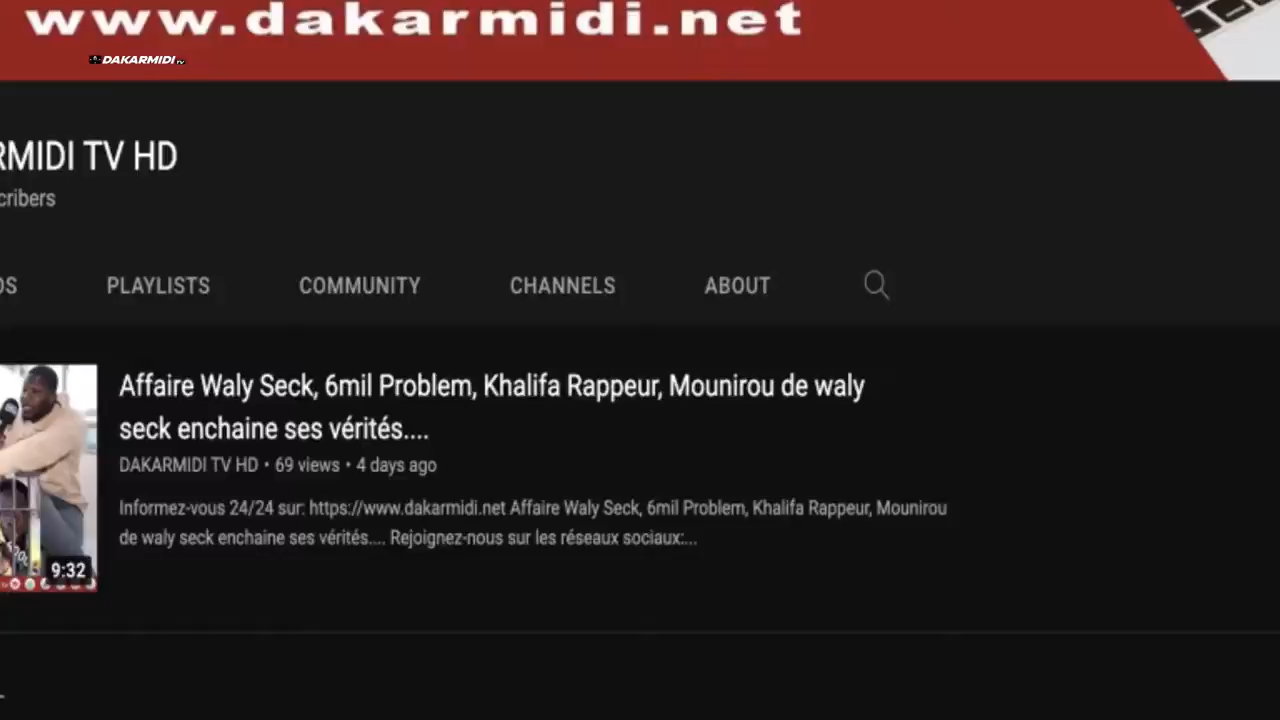 www.dakarmidi.net
DAKARMIDI TV
RMIDI TV HD
cribers
OS PLAYLISTS COMMUNITY CHANNELS ABOUT
Affaire Waly Seck, 6mil Problem, Khalifa Rappeur, Mounirou de waly
seck enchaine ses vérités....
DAKARMIDI TV HD • 69 views • 4 days ago
Informez-vous 24/24 sur: https://www.dakarmidi.net Affaire Waly Seck, 6mil Problem, Khalifa Rappeur, Mounirou
de waly seck enchaine ses vérités.... Rejoignez-nous sur les réseaux sociaux:...
9:32